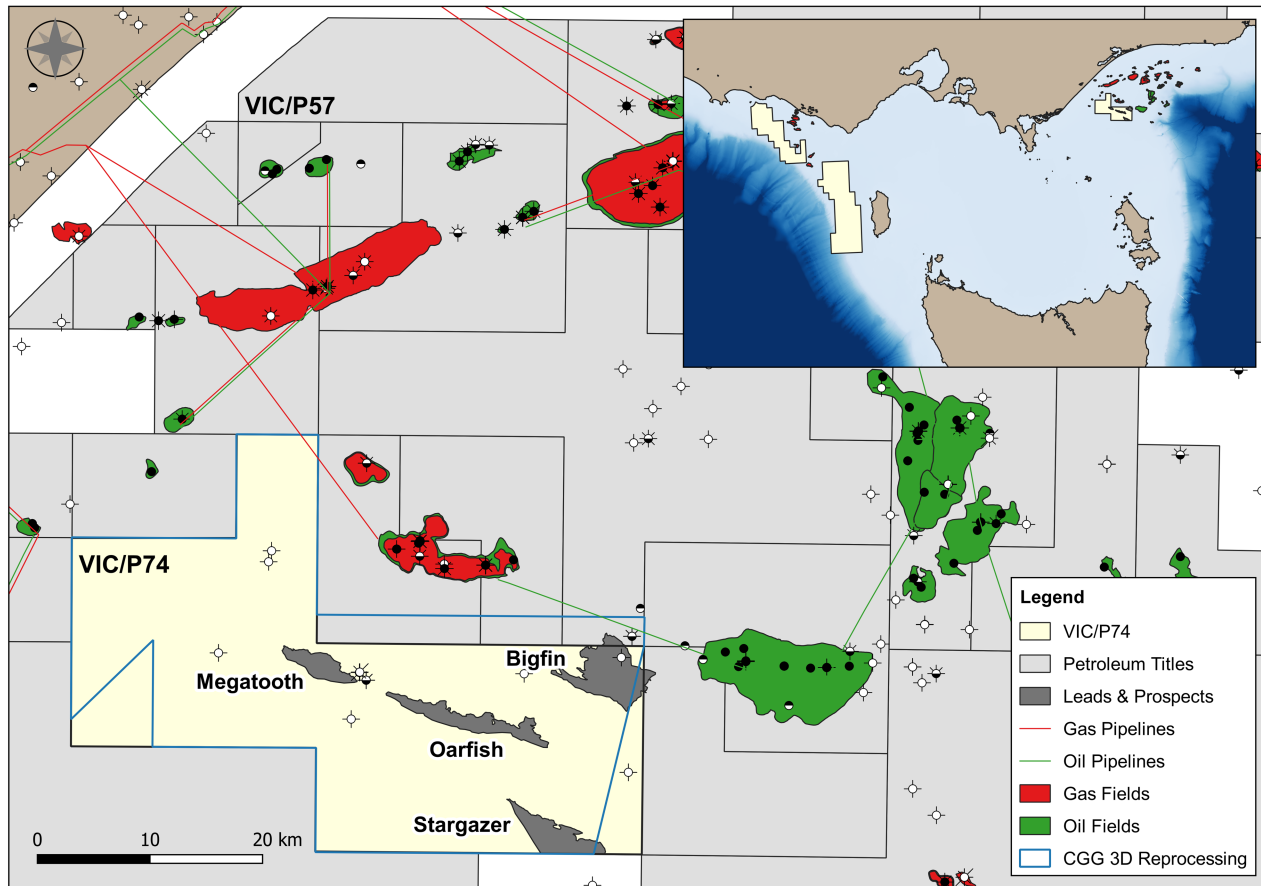 VIC/P57
VIC/P74
Bigfin
Megatooth
Oarfish
Stargazer
0 10 20 km
Legend
VIC/P74
Petroleum Titles
Leads & Prospects
Gas Pipelines
Oil Pipelines
Gas Fields
Oil Fields
CGG 3D Reprocessing